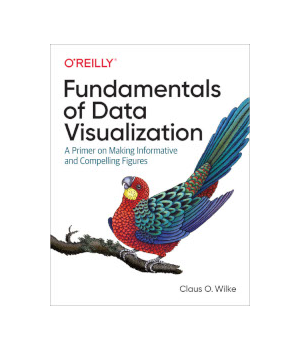 O'REILLY®
Fundamentals
of Data
Visualization
A Primer on Making Informative
and Compelling Figures
Claus O. Wilke